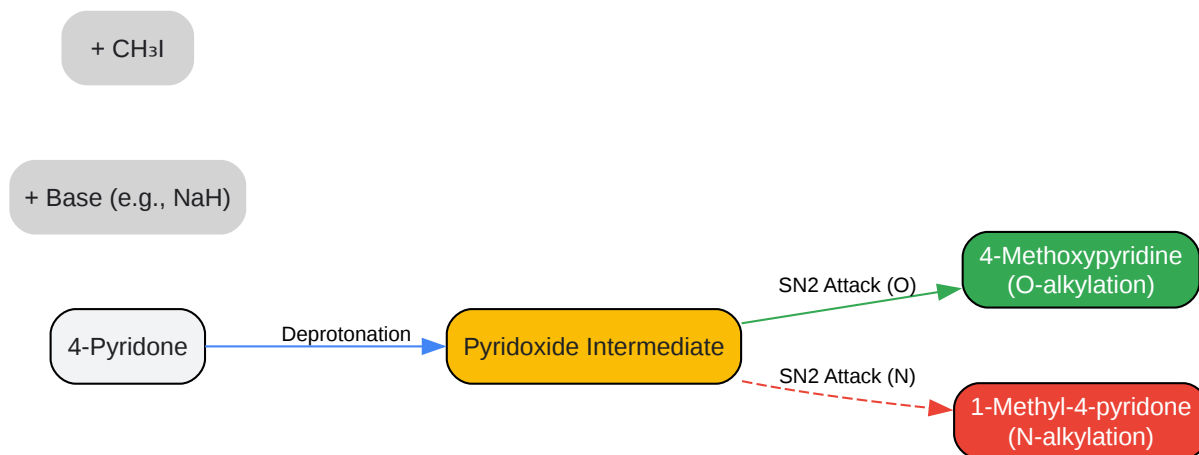 + CH₃I
+ Base (e.g., NaH)
4-Pyridone
Deprotonation
Pyridoxide Intermediate
SN2 Attack (O)
4-Methoxypyridine
(O-alkylation)
SN2 Attack (N)
1-Methyl-4-pyridone
(N-alkylation)